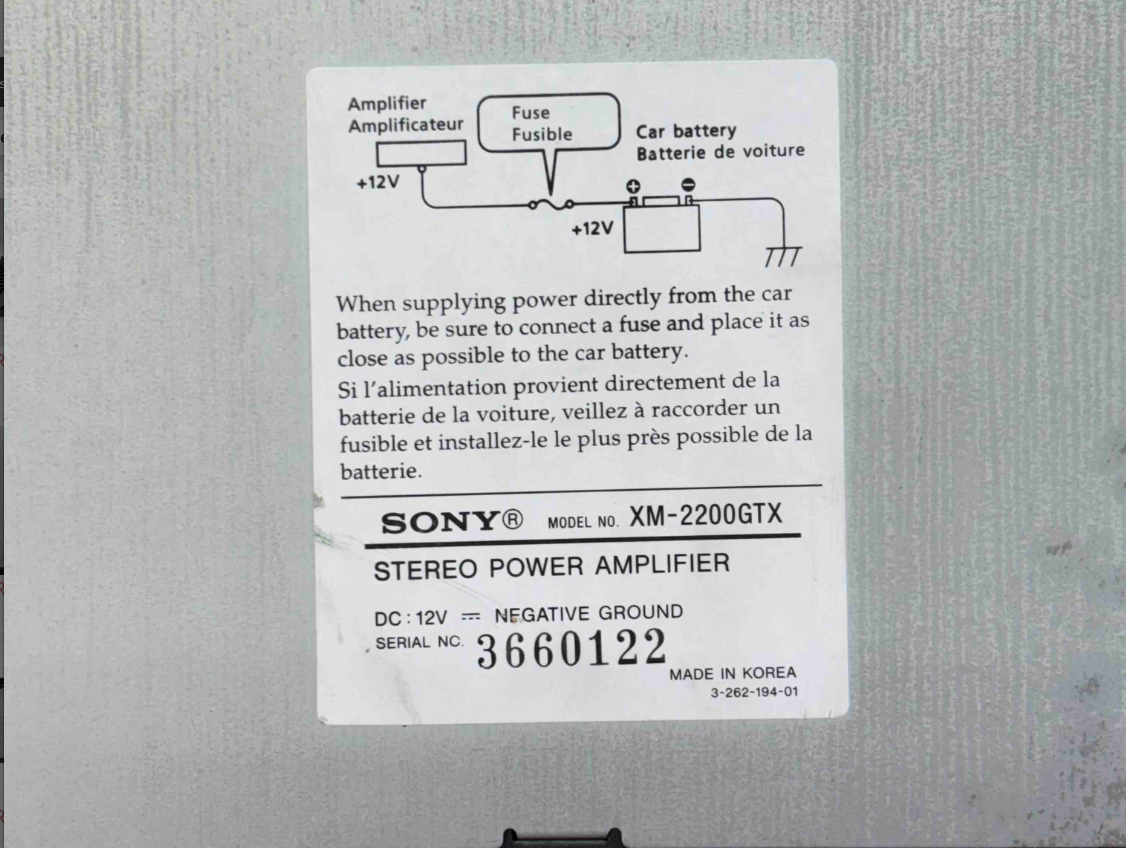 Amplifier
Amplificateur
Fuse
Fusible
Car battery
Batterie de voiture
+12V
+12V
When supplying power directly from the car
battery, be sure to connect a fuse and place it as
close as possible to the car battery.
Si l'alimentation provient directement de la
batterie de la voiture, veillez à raccorder un
fusible et installez-le le plus près possible de la
batterie.
SONY® MODEL NO. XM-2200GTX
STEREO POWER AMPLIFIER
DC : 12V ⎓ NEGATIVE GROUND
SERIAL NO. 3660122
MADE IN KOREA
3-262-194-01